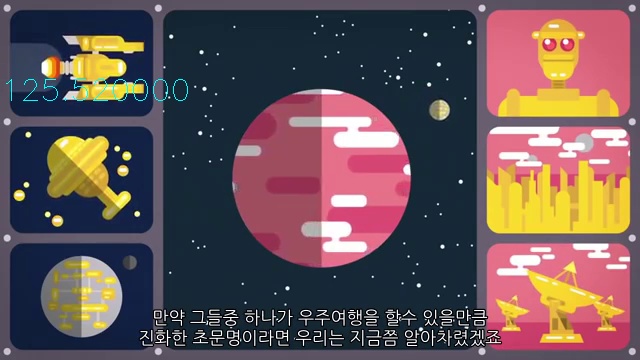 125.520000
만약 그들중 하나가 우주여행을 할수 있을만큼
진화한 초문명이라면 우리는 지금쯤 알아차렸겠죠